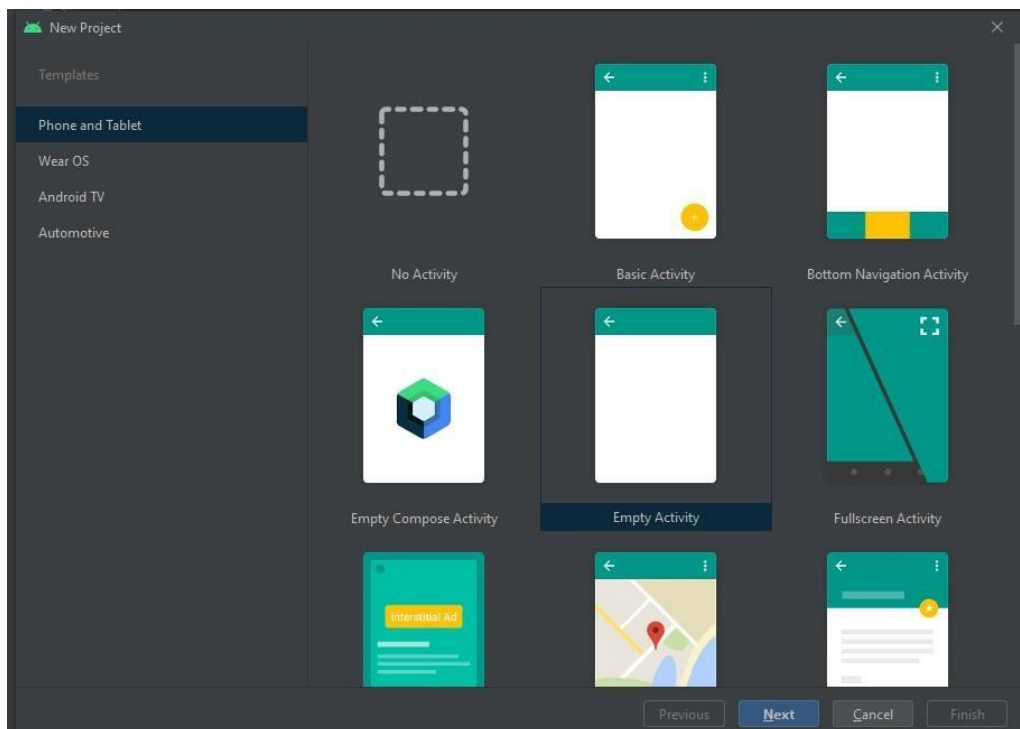 New Project
Templates
Phone and Tablet
Wear OS
Android TV
Automotive
No Activity
Basic Activity
Bottom Navigation Activity
Empty Compose Activity
Empty Activity
Fullscreen Activity
Interstitial Ad
Previous
Next
Cancel
Finish